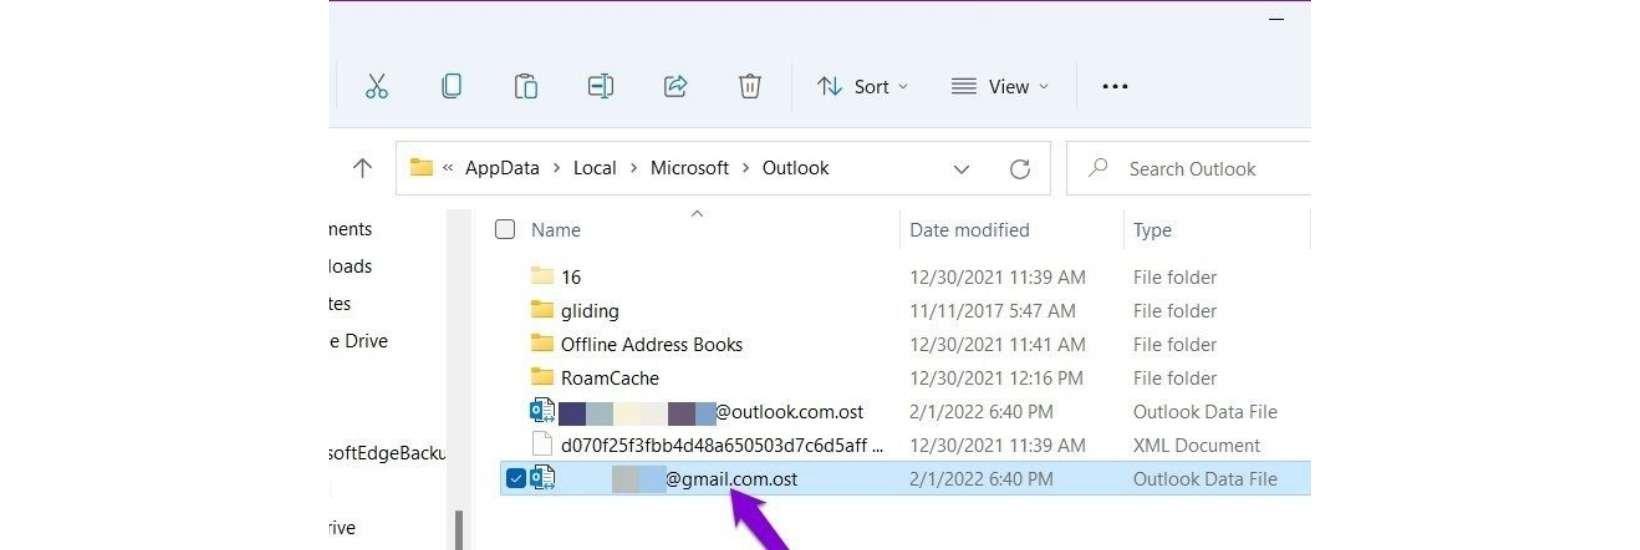 Sort View
« AppData > Local > Microsoft > Outlook Search Outlook
nents
loads
tes
e Drive
softEdgeBacku
rive
Name Date modified Type
16 12/30/2021 11:39 AM File folder
gliding 11/11/2017 5:47 AM File folder
Offline Address Books 12/30/2021 11:41 AM File folder
RoamCache 12/30/2021 12:16 PM File folder
@outlook.com.ost 2/1/2022 6:40 PM Outlook Data File
d070f25f3fbb4d48a650503d7c6d5aff ... 12/30/2021 11:39 AM XML Document
@gmail.com.ost 2/1/2022 6:40 PM Outlook Data File